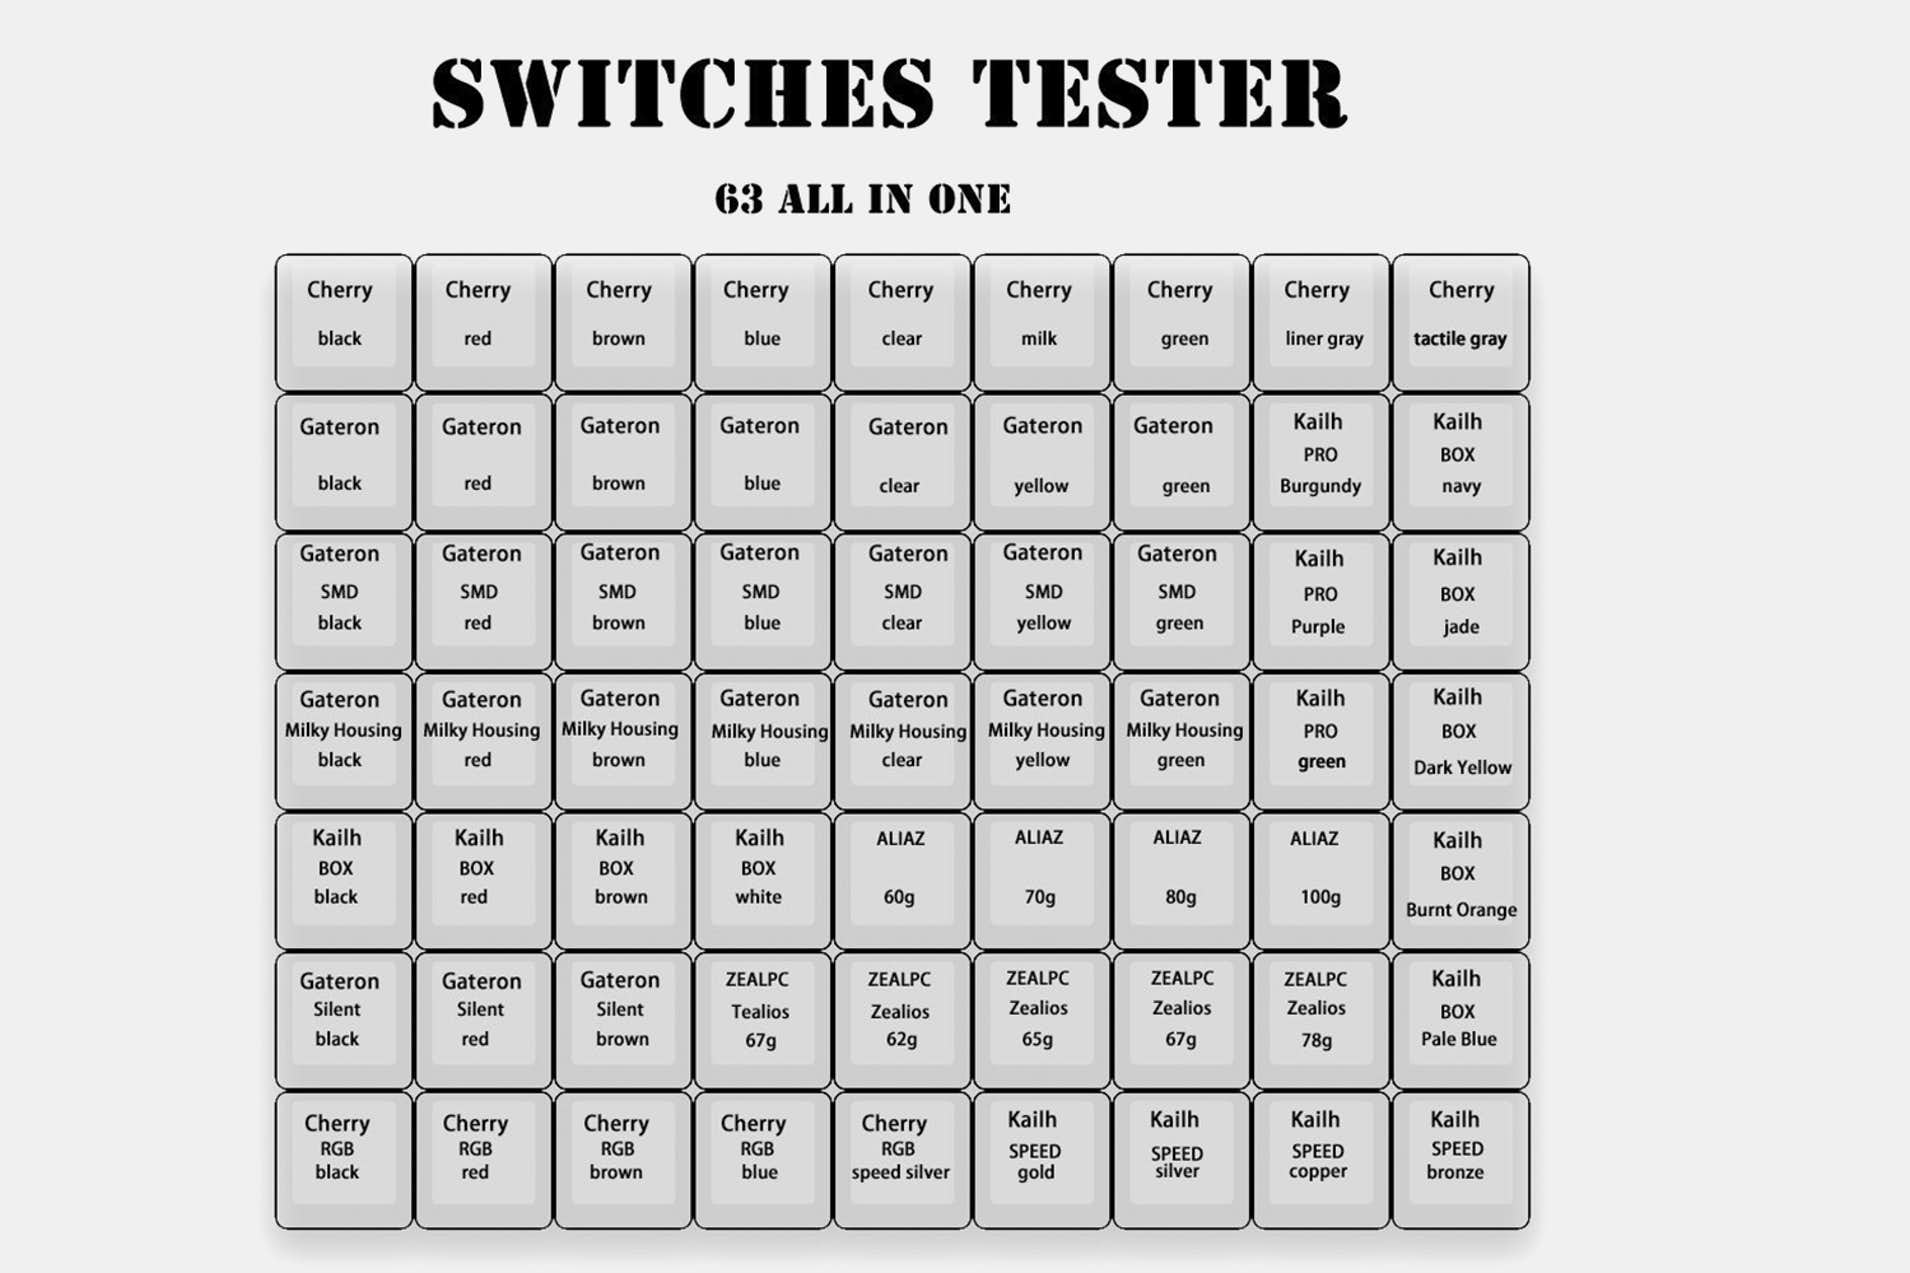 SWITCHES TESTER
63 ALL IN ONE
Cherry
black
Cherry
red
Cherry
brown
Cherry
blue
Cherry
clear
Cherry
milk
Cherry
green
Cherry
liner gray
Cherry
tactile gray
Gateron
black
Gateron
red
Gateron
brown
Gateron
blue
Gateron
clear
Gateron
yellow
Gateron
green
Kailh
PRO
Burgundy
Kailh
BOX
navy
Gateron
SMD
black
Gateron
SMD
red
Gateron
SMD
brown
Gateron
SMD
blue
Gateron
SMD
clear
Gateron
SMD
yellow
Gateron
SMD
green
Kailh
PRO
Purple
Kailh
BOX
jade
Gateron
Milky Housing
black
Gateron
Milky Housing
red
Gateron
Milky Housing
brown
Gateron
Milky Housing
blue
Gateron
Milky Housing
clear
Gateron
Milky Housing
yellow
Gateron
Milky Housing
green
Kailh
PRO
green
Kailh
BOX
Dark Yellow
Kailh
BOX
black
Kailh
BOX
red
Kailh
BOX
brown
Kailh
BOX
white
ALIAZ
60g
ALIAZ
70g
ALIAZ
80g
ALIAZ
100g
Kailh
BOX
Burnt Orange
Gateron
Silent
black
Gateron
Silent
red
Gateron
Silent
brown
ZEALPC
Tealios
67g
ZEALPC
Zealios
62g
ZEALPC
Zealios
65g
ZEALPC
Zealios
67g
ZEALPC
Zealios
78g
Kailh
BOX
Pale Blue
Cherry
RGB
black
Cherry
RGB
red
Cherry
RGB
brown
Cherry
RGB
blue
Cherry
RGB
speed silver
Kailh
SPEED
gold
Kailh
SPEED
silver
Kailh
SPEED
copper
Kailh
SPEED
bronze